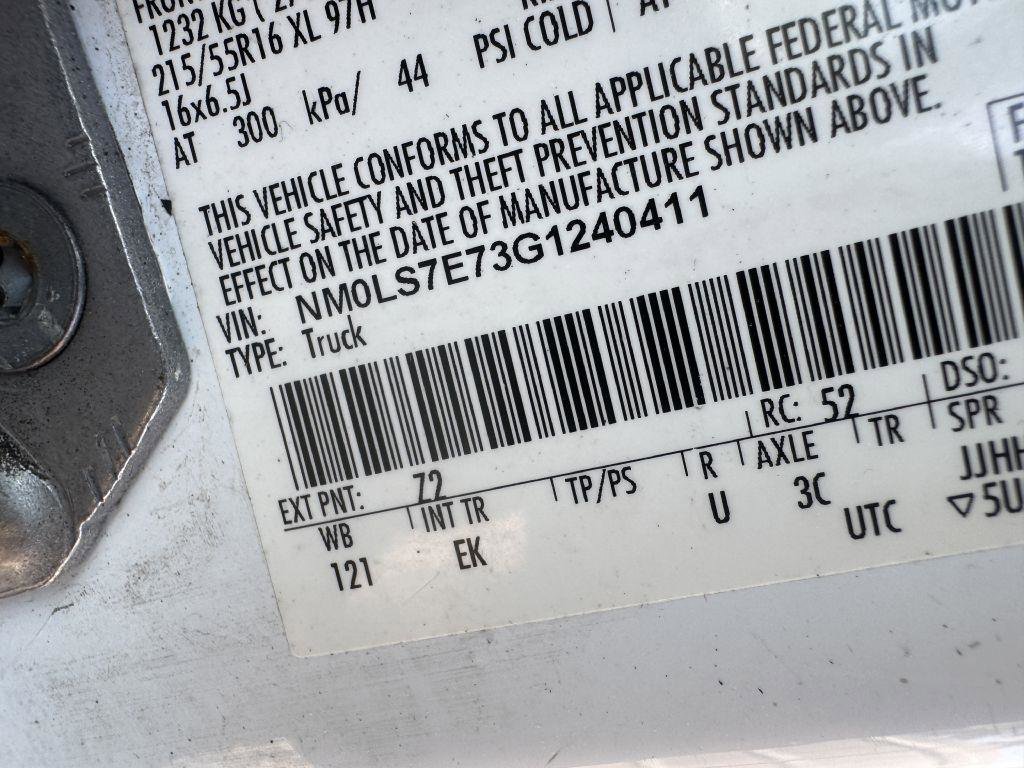 1232 KG (
215/55R16 XL 97H
16x6.5J
AT 300 kPa/ 44 PSI COLD
THIS VEHICLE CONFORMS TO ALL APPLICABLE FEDERAL
VEHICLE SAFETY AND THEFT PREVENTION STANDARDS IN
EFFECT ON THE DATE OF MANUFACTURE SHOWN ABOVE.
VIN: NM0LS7E73G1240411
TYPE: Truck
EXT PNT: Z2 RC: 52 DSO:
WB INT TR TP/PS R AXLE TR SPR
121 EK U 3C UTC JJHH
▽5U